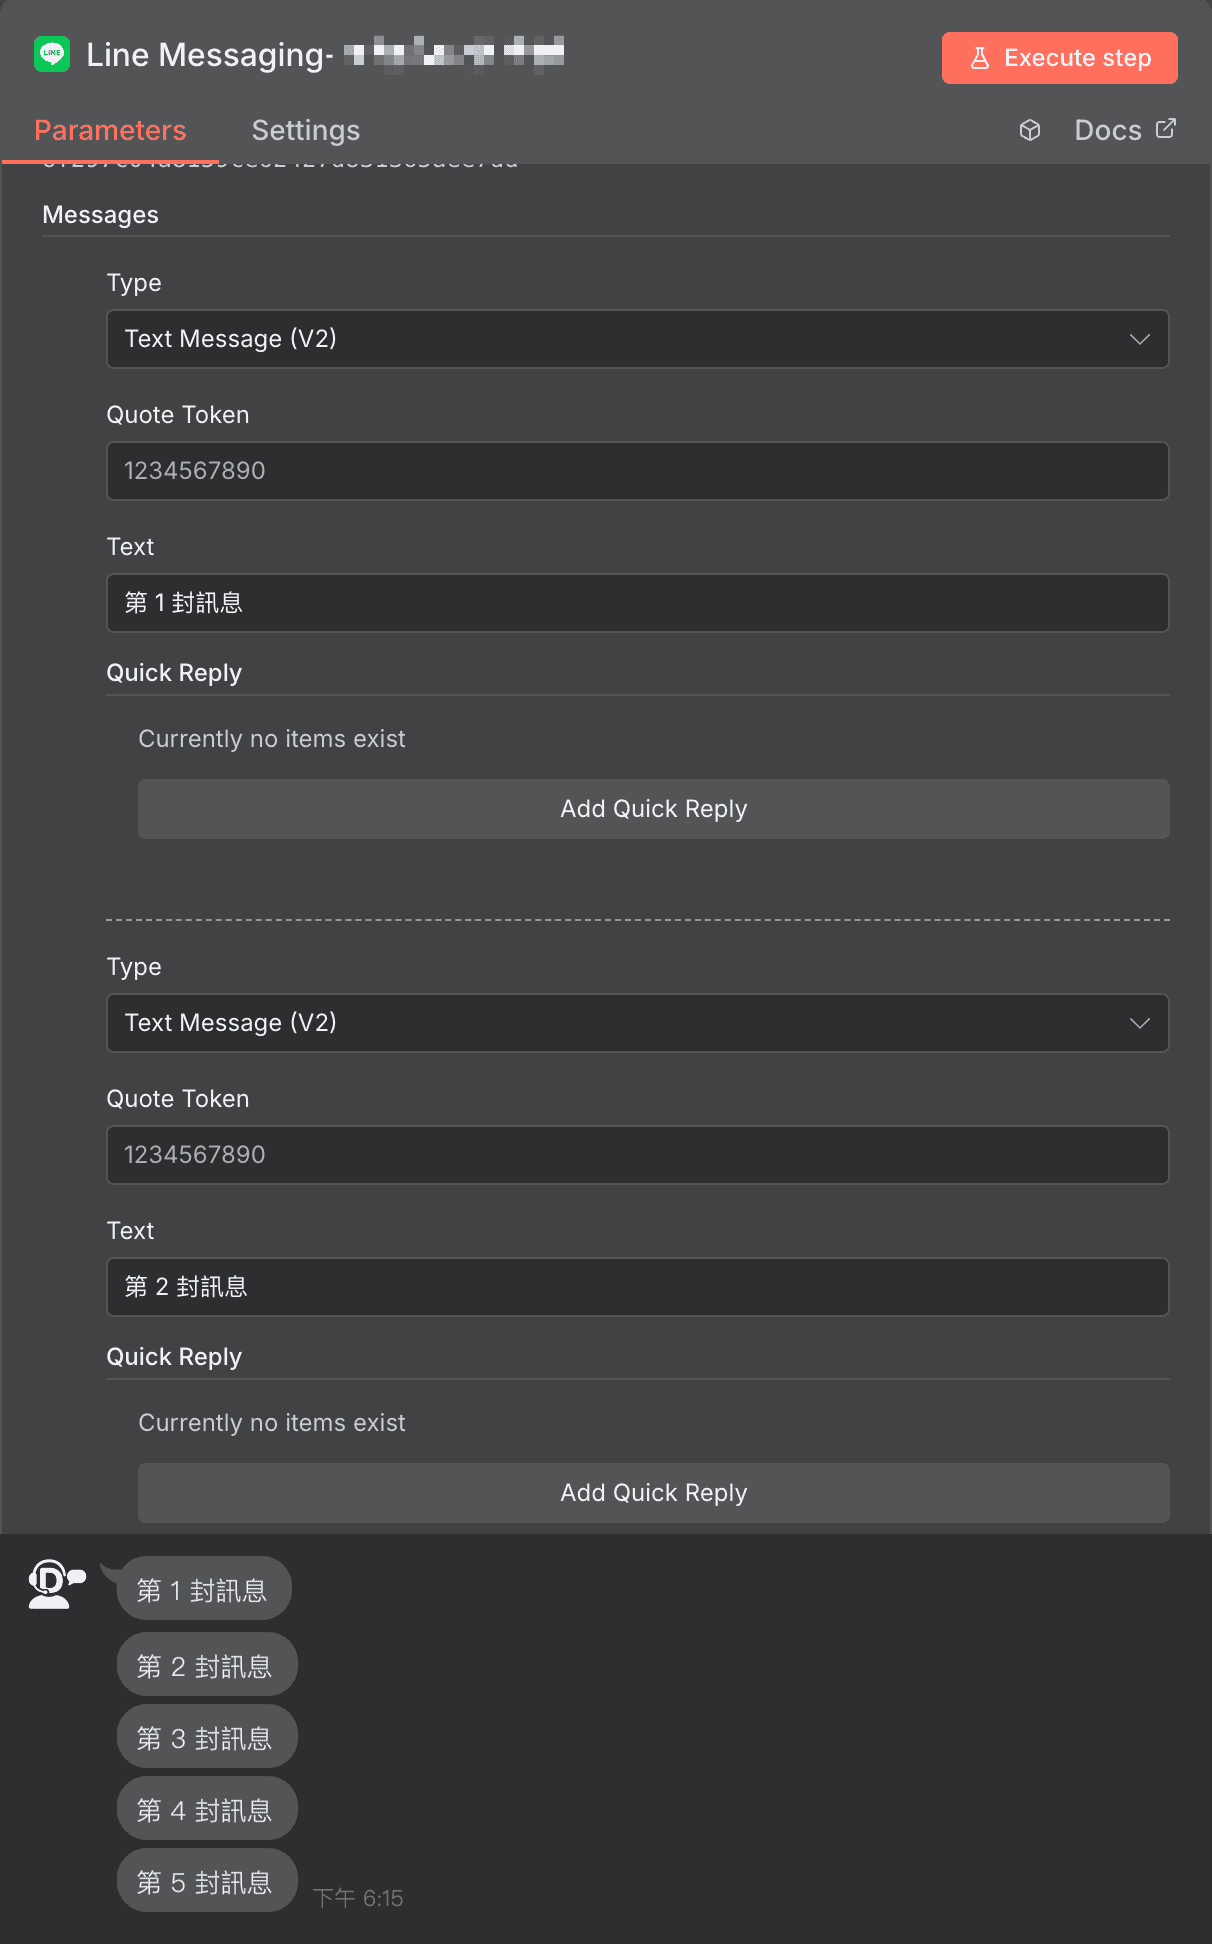 LINE
Line Messaging-
Execute step
Parameters
Settings
Docs
Messages
Type
Text Message (V2)
Quote Token
1234567890
Text
第 1 封訊息
Quick Reply
Currently no items exist
Add Quick Reply
Type
Text Message (V2)
Quote Token
1234567890
Text
第 2 封訊息
Quick Reply
Currently no items exist
Add Quick Reply
D
第 1 封訊息
第 2 封訊息
第 3 封訊息
第 4 封訊息
第 5 封訊息
下午 6:15